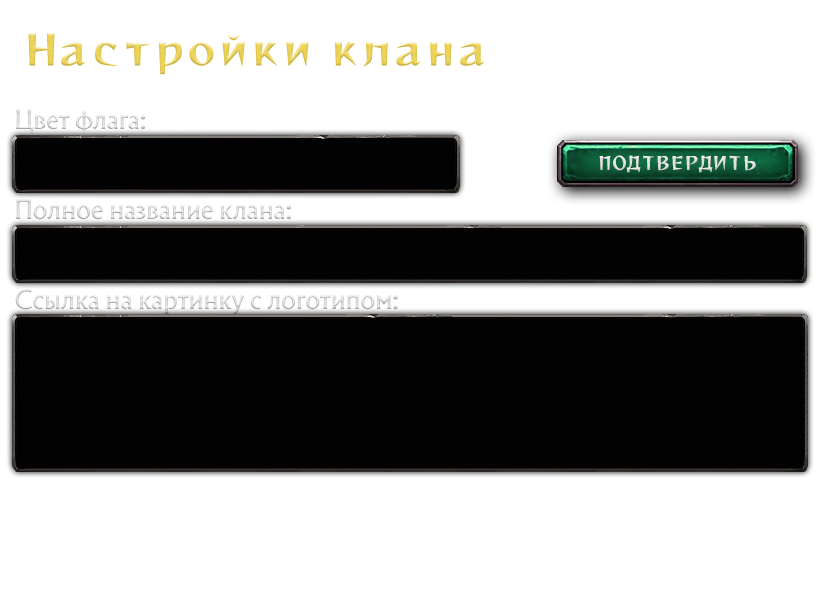 Настройки клана
Цвет флага:
ПОДТВЕРДИТЬ
Полное название клана:
Ссылка на картинку с логотипом: